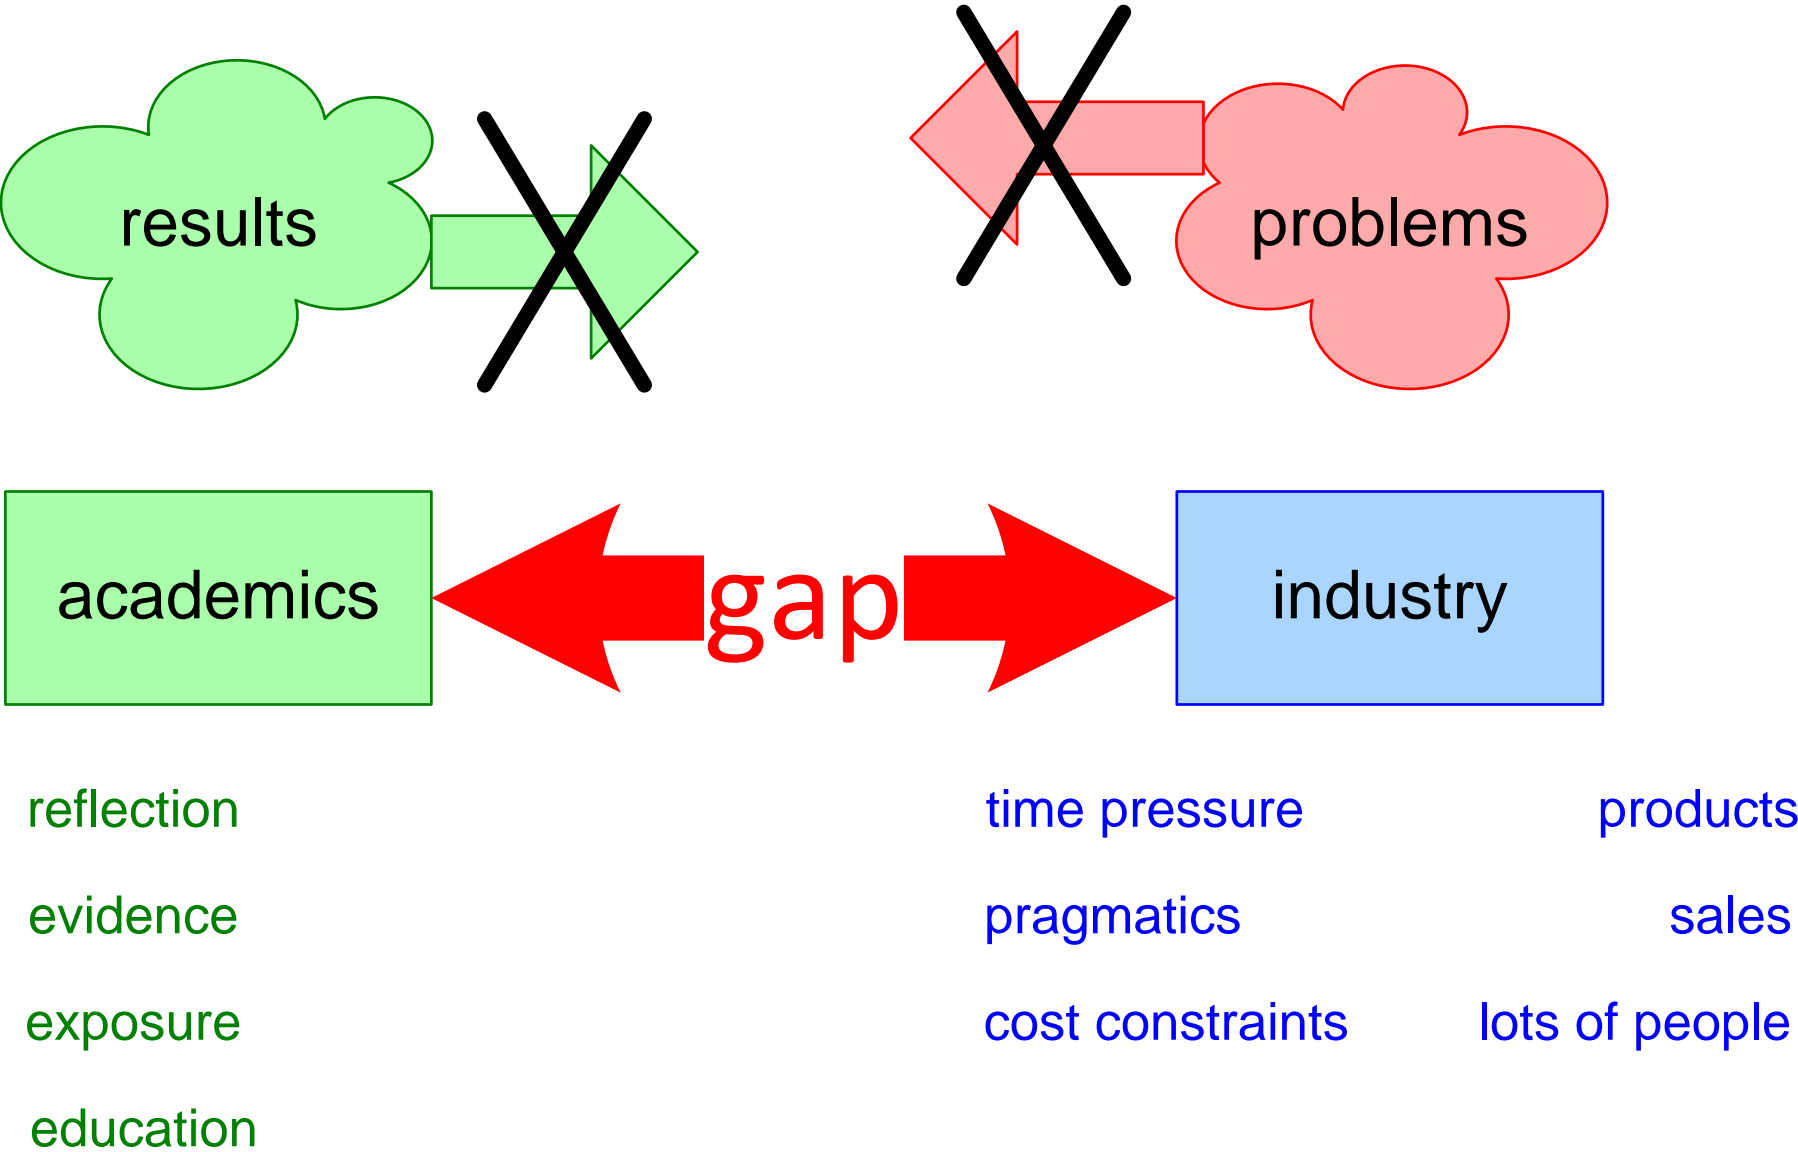 results
problems
academics
gap
industry
reflection
time pressure
products
evidence
pragmatics
sales
exposure
cost constraints
lots of people
education